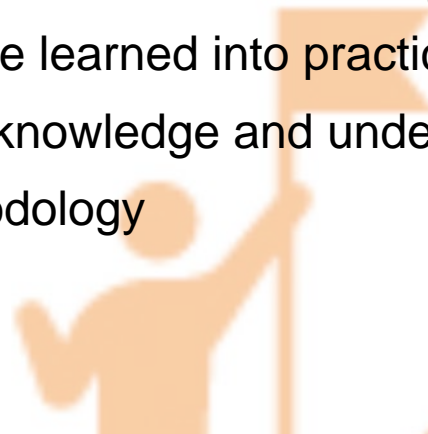 e learned into practic
knowledge and unde
odology